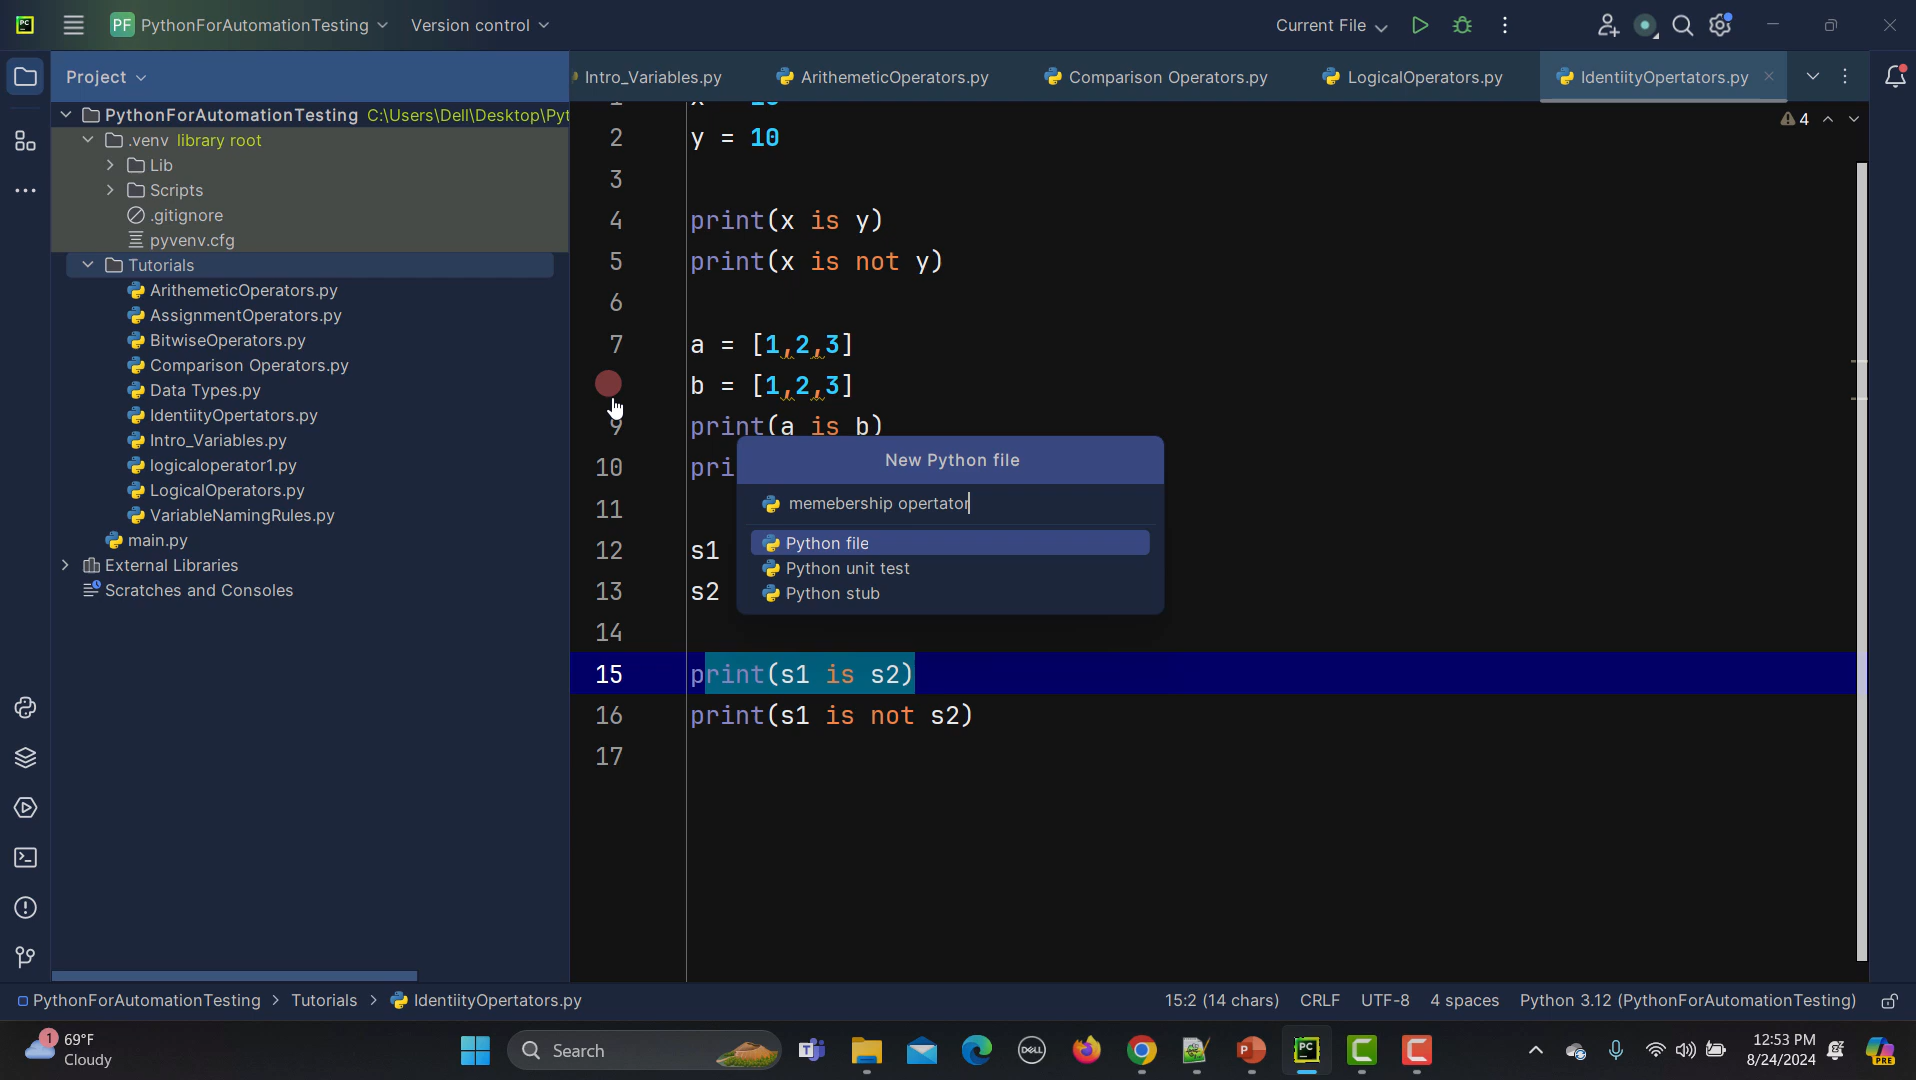 PF PythonForAutomationTesting Version control Current File
Project
Intro_Variables.py ArithemeticOperators.py Comparison Operators.py LogicalOperators.py IdentiityOpertators.py
PythonForAutomationTesting C:\Users\Dell\Desktop\Pyt
.venv library root
Lib
Scripts
.gitignore
pyvenv.cfg
Tutorials
ArithemeticOperators.py
AssignmentOperators.py
BitwiseOperators.py
Comparison Operators.py
Data Types.py
IdentiityOpertators.py
Intro_Variables.py
logicaloperator1.py
LogicalOperators.py
VariableNamingRules.py
main.py
External Libraries
Scratches and Consoles
4
2 y = 10
3
4 print(x is y)
5 print(x is not y)
6
7 a = [1,2,3]
b = [1,2,3]
9 print(a is b)
10 pri
11
12 s1
13 s2
14
15 print(s1 is s2)
16 print(s1 is not s2)
17
New Python file
memebership opertator
Python file
Python unit test
Python stub
PythonForAutomationTesting > Tutorials > IdentiityOpertators.py
15:2 (14 chars) CRLF UTF-8 4 spaces Python 3.12 (PythonForAutomationTesting)
1 69°F
Cloudy
Search
DELL
12:53 PM
8/24/2024
PRE